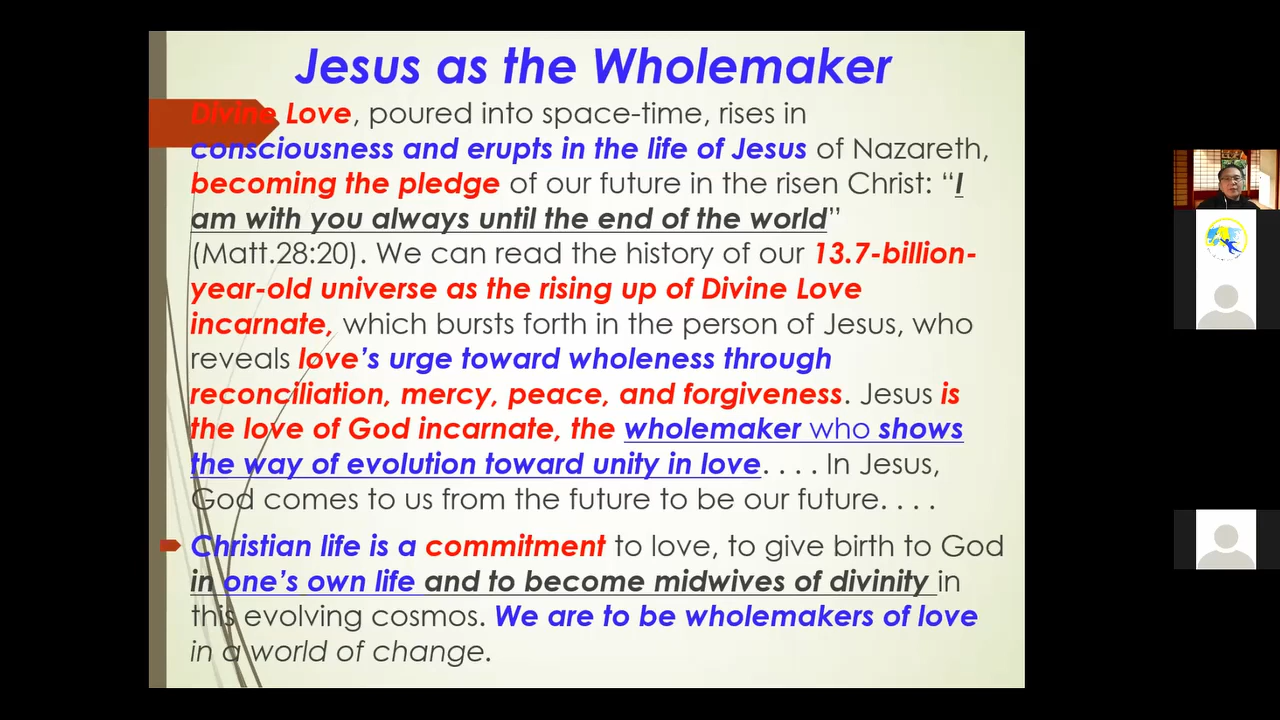 Jesus as the Wholemaker
Divine Love, poured into space-time, rises in
consciousness and erupts in the life of Jesus of Nazareth,
becoming the pledge of our future in the risen Christ: “I
am with you always until the end of the world”
(Matt.28:20). We can read the history of our 13.7-billion-
year-old universe as the rising up of Divine Love
incarnate, which bursts forth in the person of Jesus, who
reveals love’s urge toward wholeness through
reconciliation, mercy, peace, and forgiveness. Jesus is
the love of God incarnate, the wholemaker who shows
the way of evolution toward unity in love. . . . In Jesus,
God comes to us from the future to be our future. . . .
Christian life is a commitment to love, to give birth to God
in one’s own life and to become midwives of divinity in
this evolving cosmos. We are to be wholemakers of love
in a world of change.